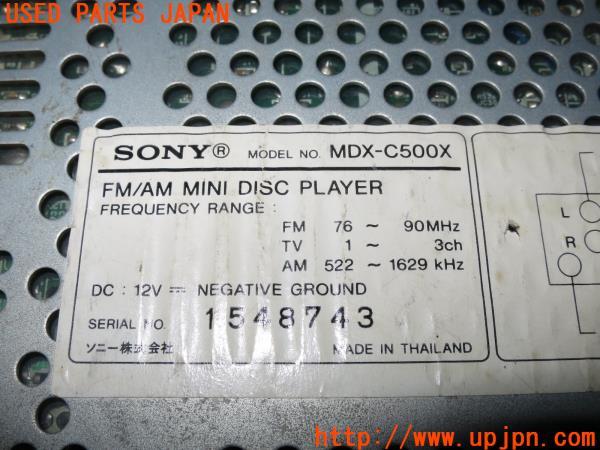 USED PARTS JAPAN
SONY® MODEL NO. MDX-C500X
FM/AM MINI DISC PLAYER
FREQUENCY RANGE :
FM 76 ~ 90MHz
TV 1 ~ 3ch
AM 522 ~ 1629 kHz
DC : 12V ⎓ NEGATIVE GROUND
SERIAL NO. 1548743
ソニー株式会社 MADE IN THAILAND
L
R
UPJ http://www.upjpn.com/